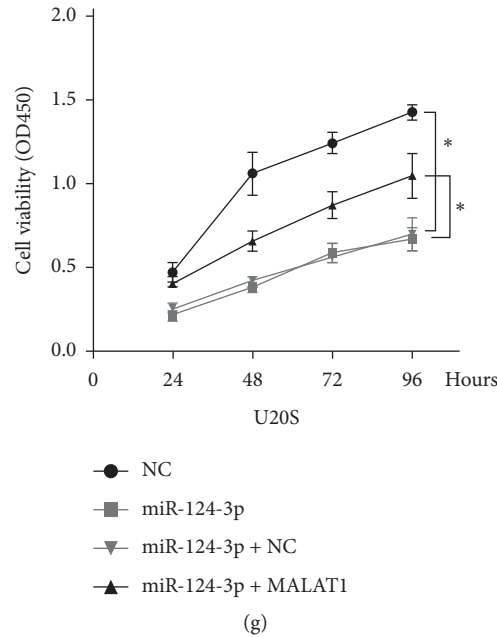 2.0
1.5
1.0
0.5
0.0
Cell viability (OD450)
*
*
0 24 48 72 96 Hours
U20S
NC
miR-124-3p
miR-124-3p + NC
miR-124-3p + MALAT1
(g)